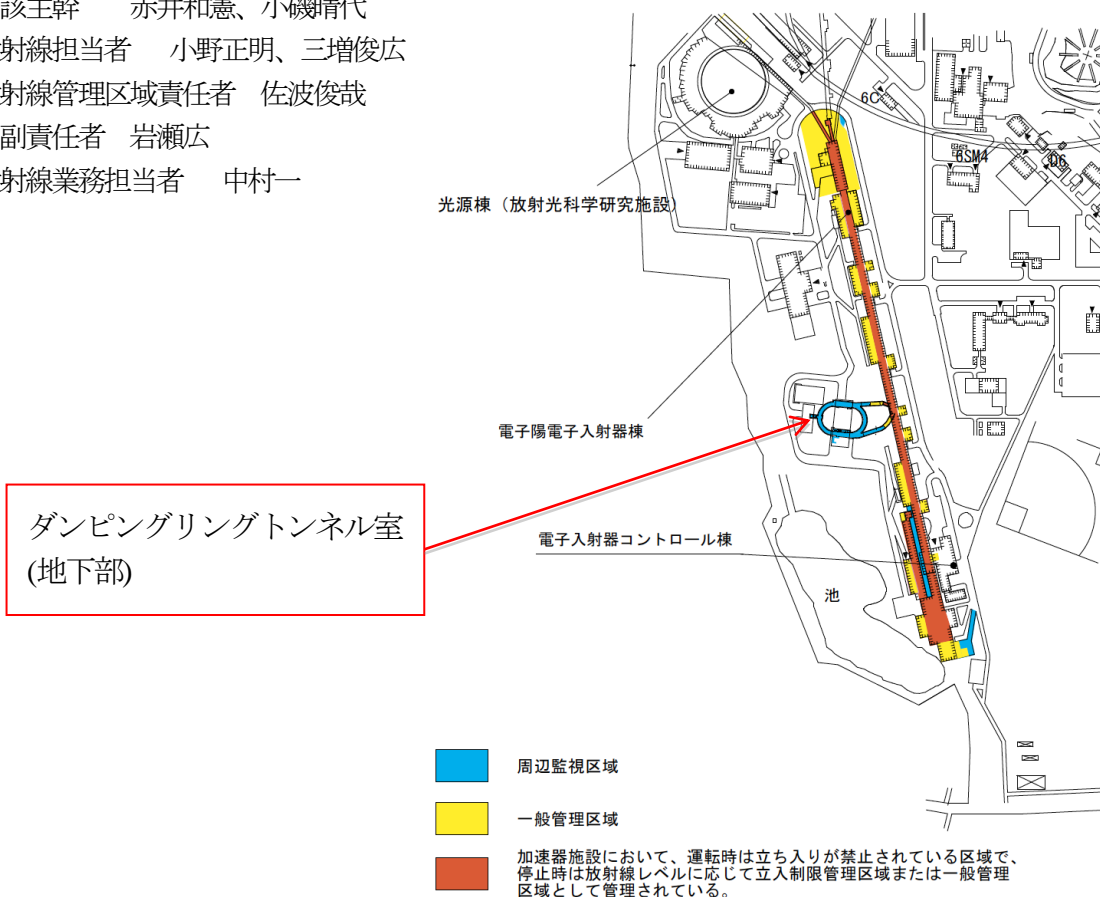 該主幹 赤井和憲、小磯晴代
射線担当者 小野正明、三増俊広
射線管理区域責任者 佐波俊哉
副責任者 岩瀬広
射線業務担当者 中村一
6C
6SM4
D6
光源棟（放射光科学研究施設）
電子陽電子入射器棟
ダンピングリングトンネル室
(地下部)
電子入射器コントロール棟
池
周辺監視区域
一般管理区域
加速器施設において、運転時は立ち入りが禁止されている区域で、
停止時は放射線レベルに応じて立入制限管理区域または一般管理
区域として管理されている。